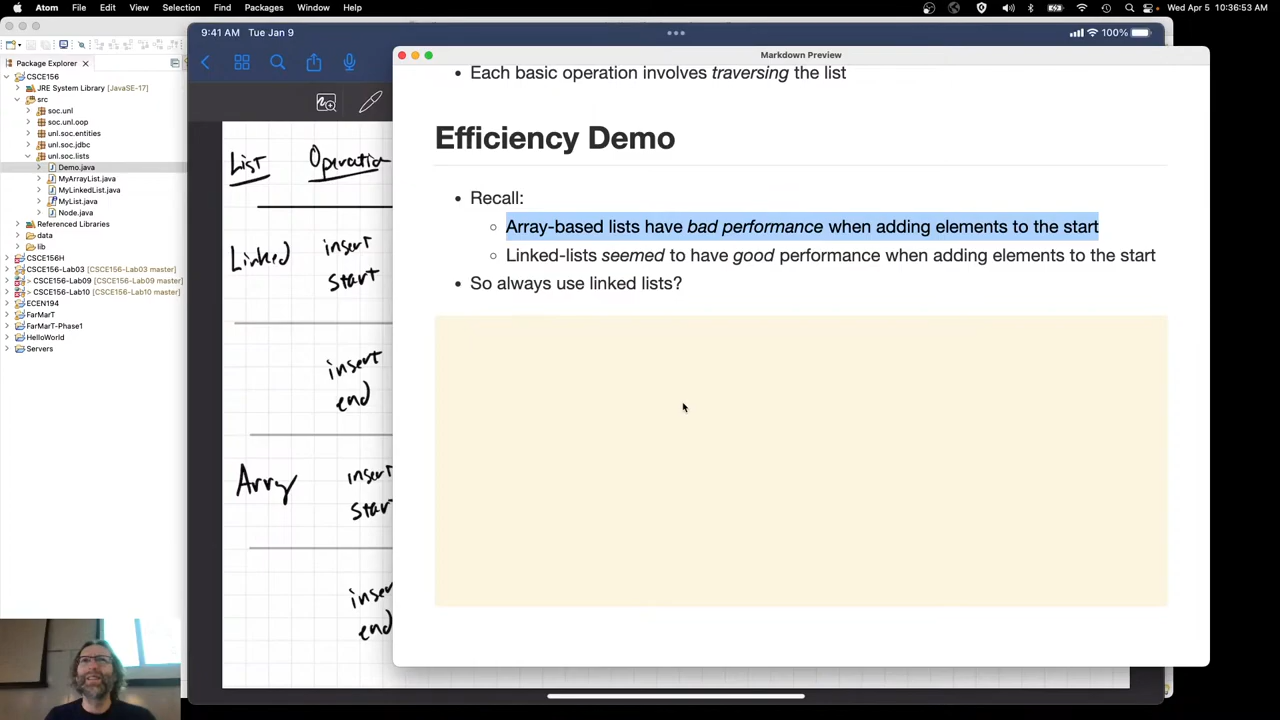 Atom File Edit View Selection Find Packages Window Help
Wed Apr 5 10:36:53 AM
Package Explorer
CSCE156
JRE System Library [JavaSE-17]
src
soc.unl
soc.unl.oop
unl.soc.entities
unl.soc.jdbc
unl.soc.lists
Demo.java
MyArrayList.java
MyLinkedList.java
MyList.java
Node.java
Referenced Libraries
data
lib
CSCE156H
CSCE156-Lab03 [CSCE156-Lab03 master]
> CSCE156-Lab09 [CSCE156-Lab09 master]
> CSCE156-Lab10 [CSCE156-Lab10 master]
ECEN194
FarMarT
FarMarT-Phase1
HelloWorld
Servers
9:41 AM Tue Jan 9
100%
List Operation
Linked insert
start
insert
end
Array insert
start
inser
end
Markdown Preview
• Each basic operation involves traversing the list
Efficiency Demo
• Recall:
◦ Array-based lists have bad performance when adding elements to the start
◦ Linked-lists seemed to have good performance when adding elements to the start
• So always use linked lists?